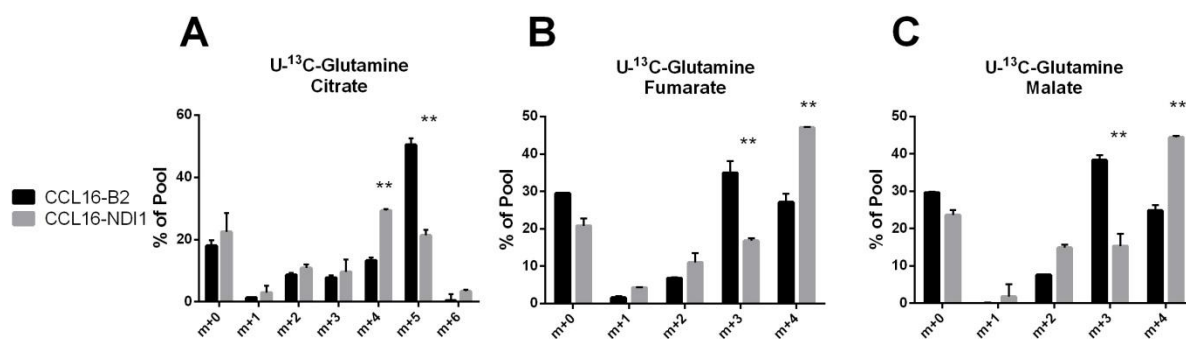 A
U-¹³C-Glutamine
Citrate
% of Pool
60
40
20
0
**
**
m+0 m+1 m+2 m+3 m+4 m+5 m+6
CCL16-B2
CCL16-NDI1
B
U-¹³C-Glutamine
Fumarate
% of Pool
50
40
30
20
10
0
**
**
m+0 m+1 m+2 m+3 m+4
C
U-¹³C-Glutamine
Malate
% of Pool
50
40
30
20
10
0
**
**
m+0 m+1 m+2 m+3 m+4